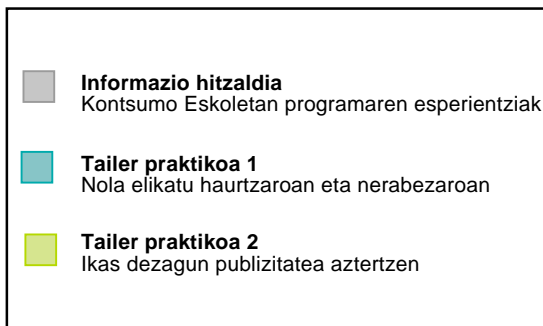 Informazio hitzaldia
Kontsumo Eskoletan programaren esperientziak
Tailer praktikoa 1
Nola elikatu haurtzaroan eta nerabezaroan
Tailer praktikoa 2
Ikas dezagun publizitatea aztertzen